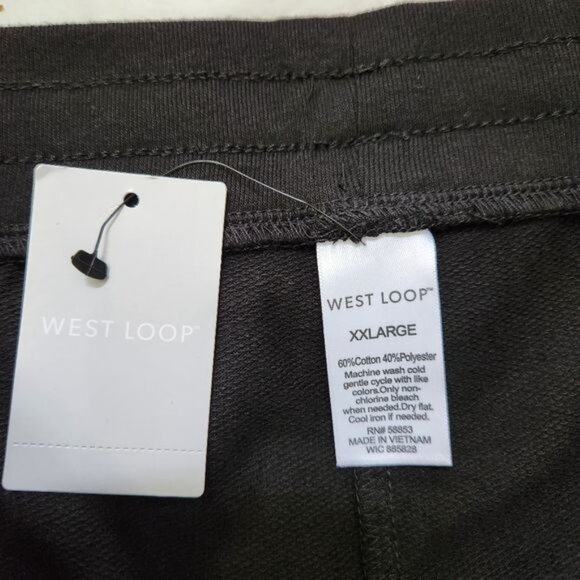 WEST LOOP™
WEST LOOP™
XXLARGE
60%Cotton 40%Polyester
Machine wash cold
gentle cycle with like
colors.Only non-
chlorine bleach
when needed.Dry flat.
Cool iron if needed.
RN# 58853
MADE IN VIETNAM
WIC 885828